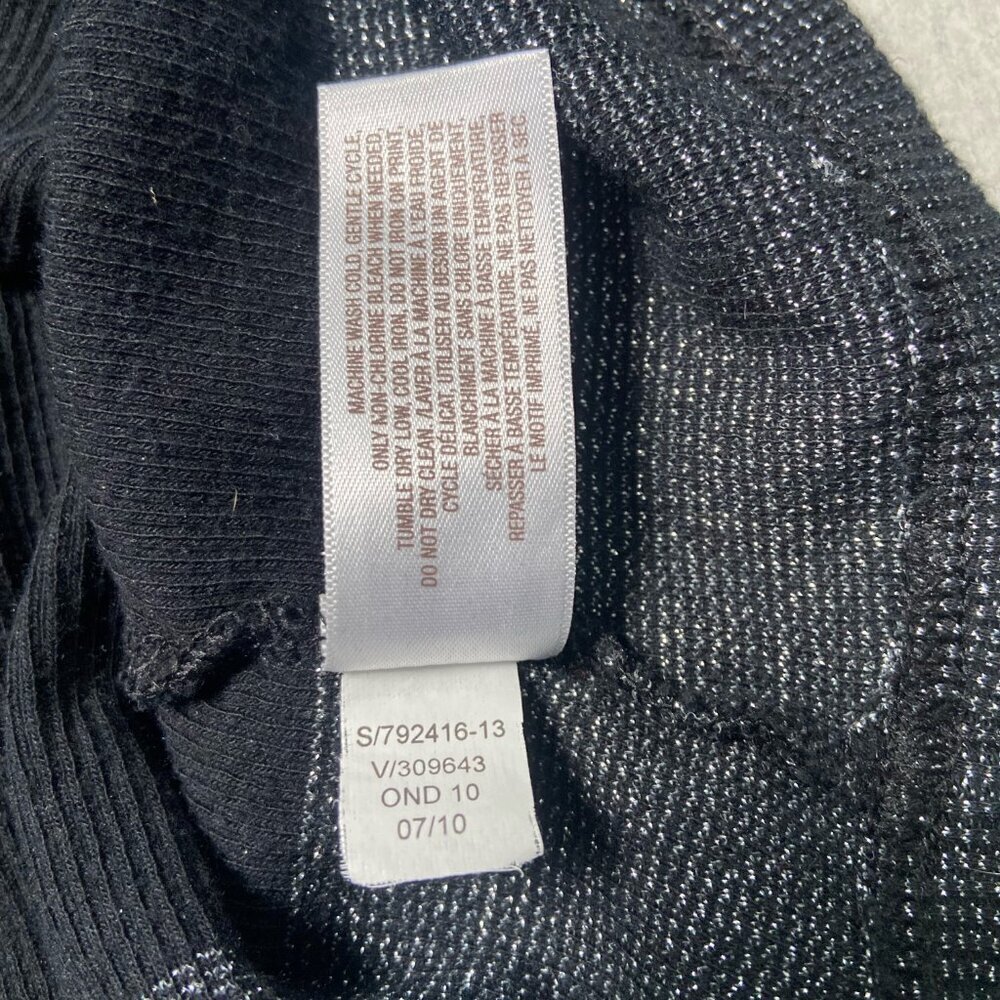 MACHINE WASH COLD, GENTLE CYCLE,
ONLY NON-CHLORINE BLEACH WHEN NEEDED,
TUMBLE DRY LOW, COOL IRON. DO NOT IRON ON PRINT.
DO NOT DRY CLEAN. /LAVER À LA MACHINE À L'EAU FROIDE,
CYCLE DÉLICAT. UTILISER AU BESOIN UN AGENT DE
BLANCHIMENT SANS CHLORE UNIQUEMENT.
SÉCHER À LA MACHINE À BASSE TEMPÉRATURE.
REPASSER À BASSE TEMPÉRATURE. NE PAS REPASSER
LE MOTIF IMPRIMÉ. NE PAS NETTOYER À SEC
S/792416-13
V/309643
OND 10
07/10